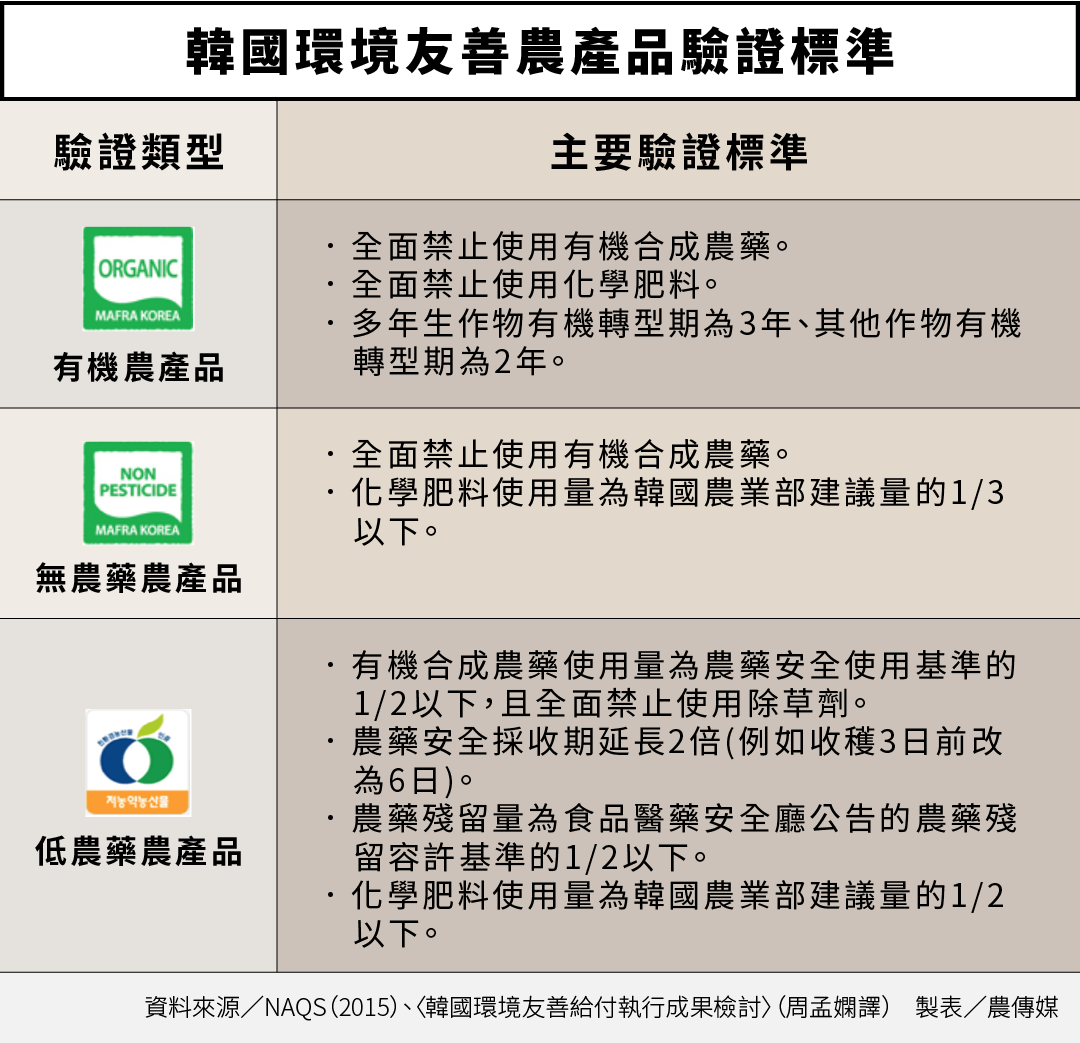 韓國環境友善農產品驗證標準
驗證類型
主要驗證標準
ORGANIC
MAFRA KOREA
有機農產品
·全面禁止使用有機合成農藥。
·全面禁止使用化學肥料。
·多年生作物有機轉型期為3年、其他作物有機
轉型期為2年。
NON
PESTICIDE
MAFRA KOREA
無農藥農產品
·全面禁止使用有機合成農藥。
·化學肥料使用量為韓國農業部建議量的1/3
以下。
친환경농산물 인증
저농약농산물
低農藥農產品
·有機合成農藥使用量為農藥安全使用基準的
1/2以下，且全面禁止使用除草劑。
·農藥安全採收期延長2倍(例如收穫3日前改
為6日)。
·農藥殘留量為食品醫藥安全廳公告的農藥殘
留容許基準的1/2以下。
·化學肥料使用量為韓國農業部建議量的1/2
以下。
資料來源／NAQS（2015）、〈韓國環境友善給付執行成果檢討〉（周孟嫻譯） 製表／農傳媒